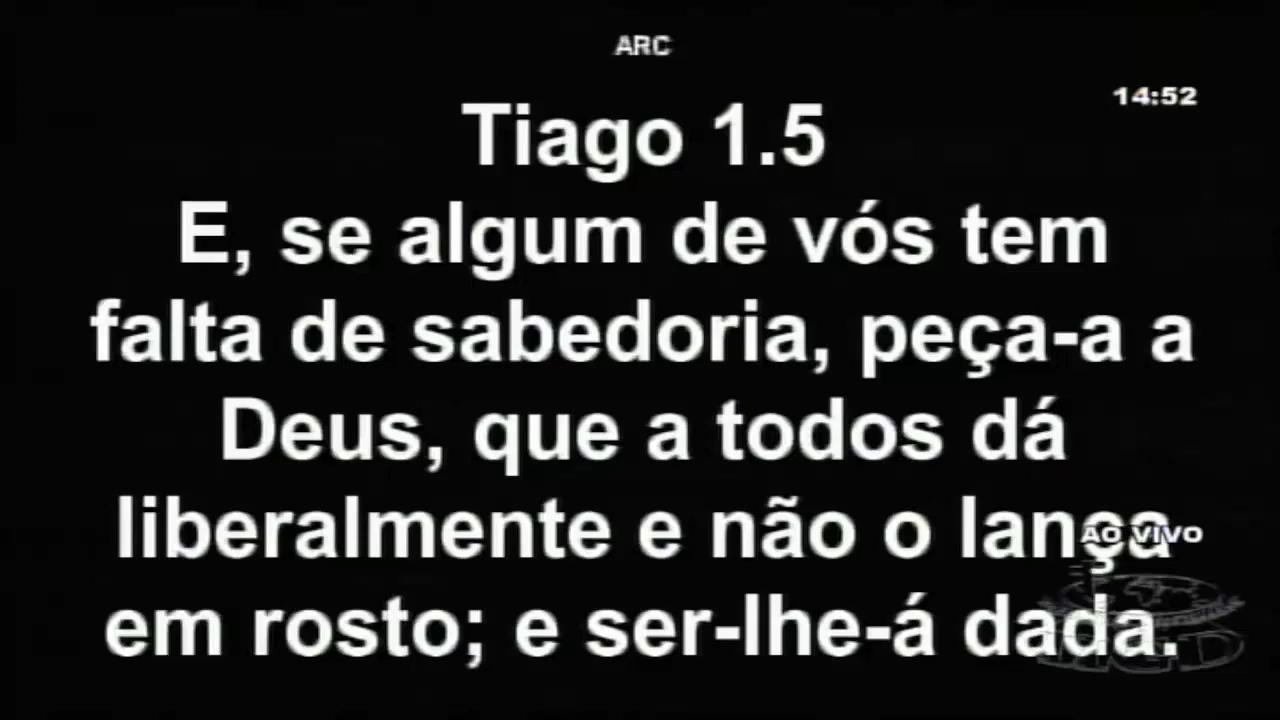 ARC
14:52
Tiago 1.5
E, se algum de vós tem
falta de sabedoria, peça-a a
Deus, que a todos dá
liberalmente e não o lança
AO VIVO
em rosto; e ser-lhe-á dada.